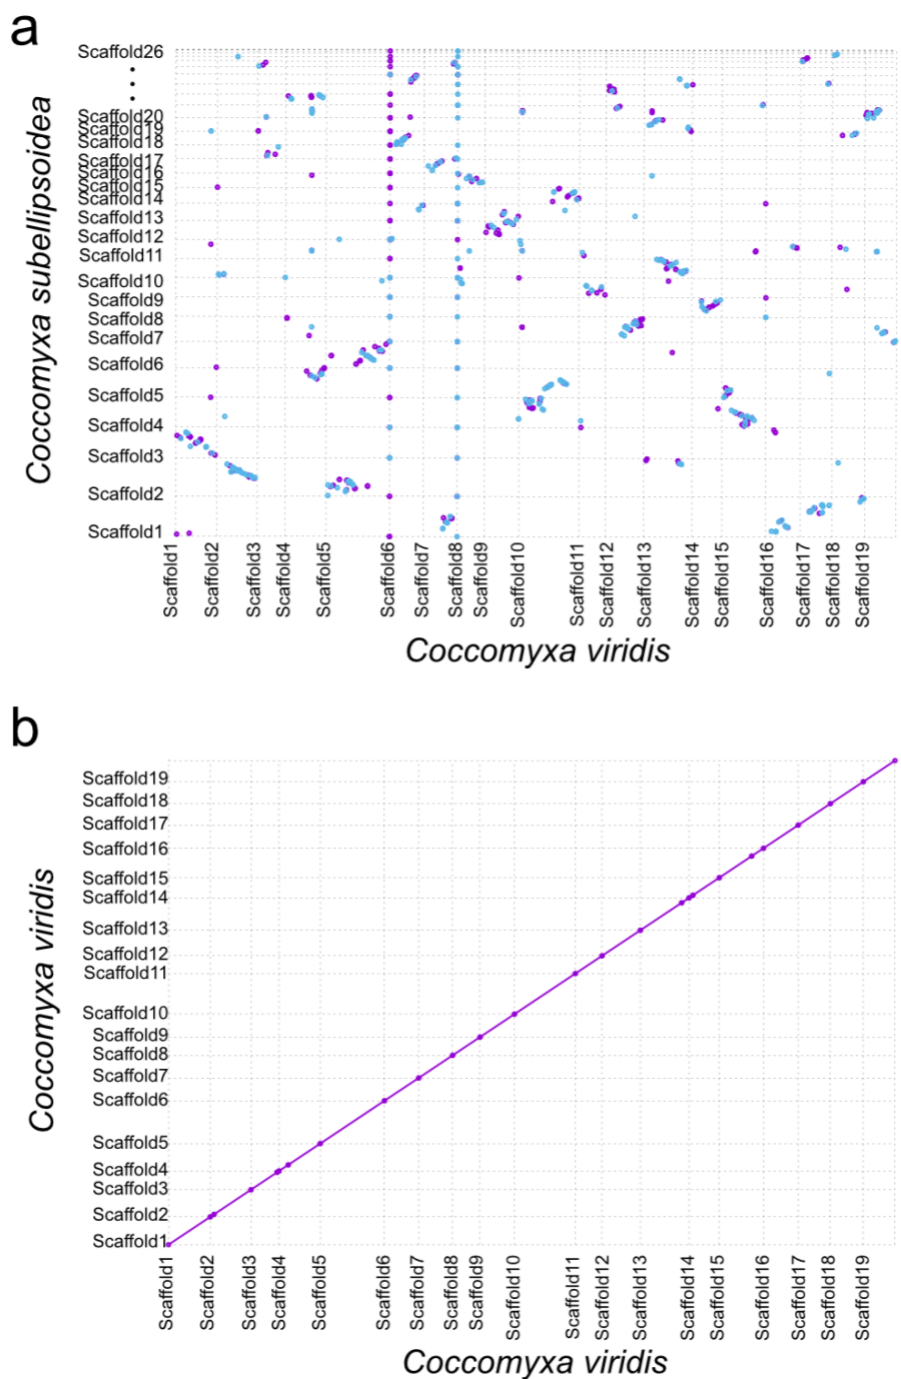 a
Coccomyxa subellipsoidea
Scaffold26
Scaffold20
Scaffold19
Scaffold18
Scaffold17
Scaffold16
Scaffold15
Scaffold14
Scaffold13
Scaffold12
Scaffold11
Scaffold10
Scaffold9
Scaffold8
Scaffold7
Scaffold6
Scaffold5
Scaffold4
Scaffold3
Scaffold2
Scaffold1
Scaffold1
Scaffold2
Scaffold3
Scaffold4
Scaffold5
Scaffold6
Scaffold7
Scaffold8
Scaffold9
Scaffold10
Scaffold11
Scaffold12
Scaffold13
Scaffold14
Scaffold15
Scaffold16
Scaffold17
Scaffold18
Scaffold19
Coccomyxa viridis
b
Coccomyxa viridis
Scaffold19
Scaffold18
Scaffold17
Scaffold16
Scaffold15
Scaffold14
Scaffold13
Scaffold12
Scaffold11
Scaffold10
Scaffold9
Scaffold8
Scaffold7
Scaffold6
Scaffold5
Scaffold4
Scaffold3
Scaffold2
Scaffold1
Scaffold1
Scaffold2
Scaffold3
Scaffold4
Scaffold5
Scaffold6
Scaffold7
Scaffold8
Scaffold9
Scaffold10
Scaffold11
Scaffold12
Scaffold13
Scaffold14
Scaffold15
Scaffold16
Scaffold17
Scaffold18
Scaffold19
Coccomyxa viridis